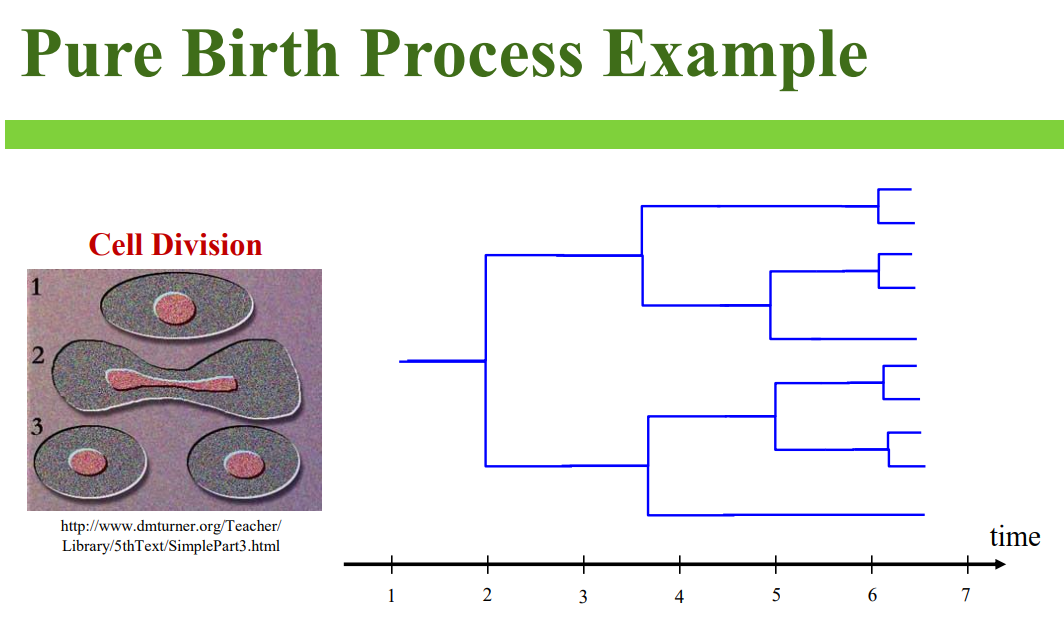 Pure Birth Process Example
Cell Division
1
2
3
http://www.dmturner.org/Teacher/
Library/5thText/SimplePart3.html
time
1 2 3 4 5 6 7